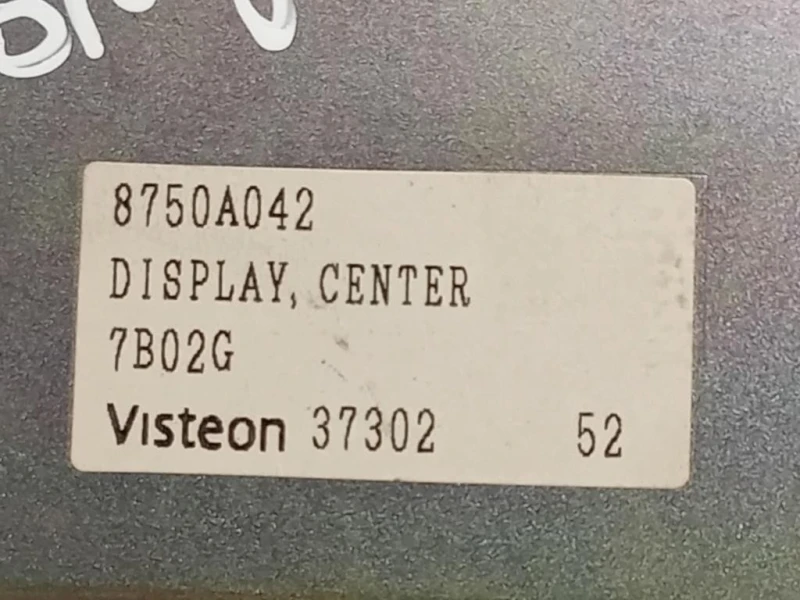 8750A042
DISPLAY, CENTER
7B02G
Visteon 37302 52